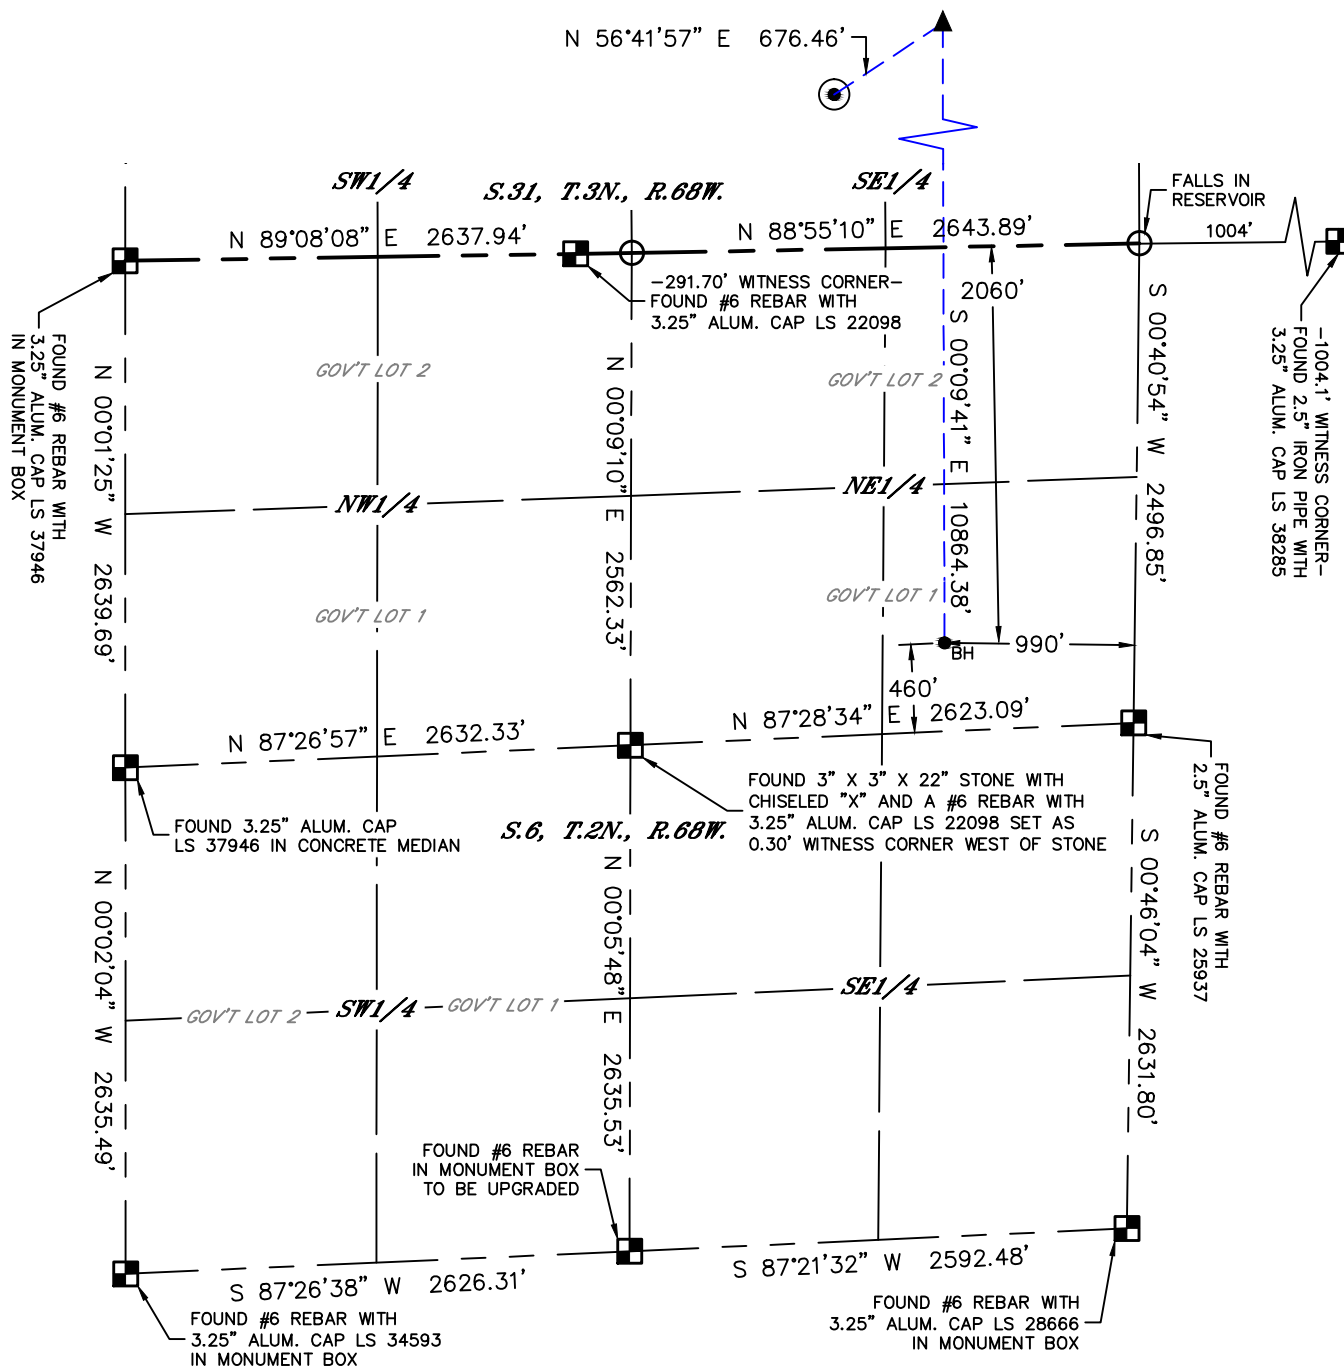 N 56°41'57" E 676.46'
SW1/4
S.31, T.3N., R.68W.
SE1/4
FALLS IN
RESERVOIR
N 89°08'08" E 2637.94'
N 88°55'10" E 2643.89'
1004'
-291.70' WITNESS CORNER-
FOUND #6 REBAR WITH
3.25" ALUM. CAP LS 22098
2060'
FOUND #6 REBAR WITH
3.25" ALUM. CAP LS 37946
IN MONUMENT BOX
N 00°01'25" W 2639.69'
GOV'T LOT 2
N 00°09'10" E 2562.33'
GOV'T LOT 2
S 00°09'41" E 10864.38'
S 00°40'54" W 2496.85'
-1004.1' WITNESS CORNER-
FOUND 2.5" IRON PIPE WITH
3.25" ALUM. CAP LS 38285
NW1/4
NE1/4
GOV'T LOT 1
GOV'T LOT 1
BH
990'
460'
N 87°26'57" E 2632.33'
N 87°28'34" E 2623.09'
FOUND 3.25" ALUM. CAP
LS 37946 IN CONCRETE MEDIAN
S.6, T.2N., R.68W.
FOUND 3" X 3" X 22" STONE WITH
CHISELED "X" AND A #6 REBAR WITH
3.25" ALUM. CAP LS 22098 SET AS
0.30' WITNESS CORNER WEST OF STONE
FOUND #6 REBAR WITH
2.5" ALUM. CAP LS 25937
N 00°02'04" W 2635.49'
N 00°05'48" E 2635.53'
S 00°46'04" W 2631.80'
GOV'T LOT 2
SW1/4
GOV'T LOT 1
SE1/4
FOUND #6 REBAR
IN MONUMENT BOX
TO BE UPGRADED
S 87°26'38" W 2626.31'
S 87°21'32" W 2592.48'
FOUND #6 REBAR WITH
3.25" ALUM. CAP LS 34593
IN MONUMENT BOX
FOUND #6 REBAR WITH
3.25" ALUM. CAP LS 28666
IN MONUMENT BOX